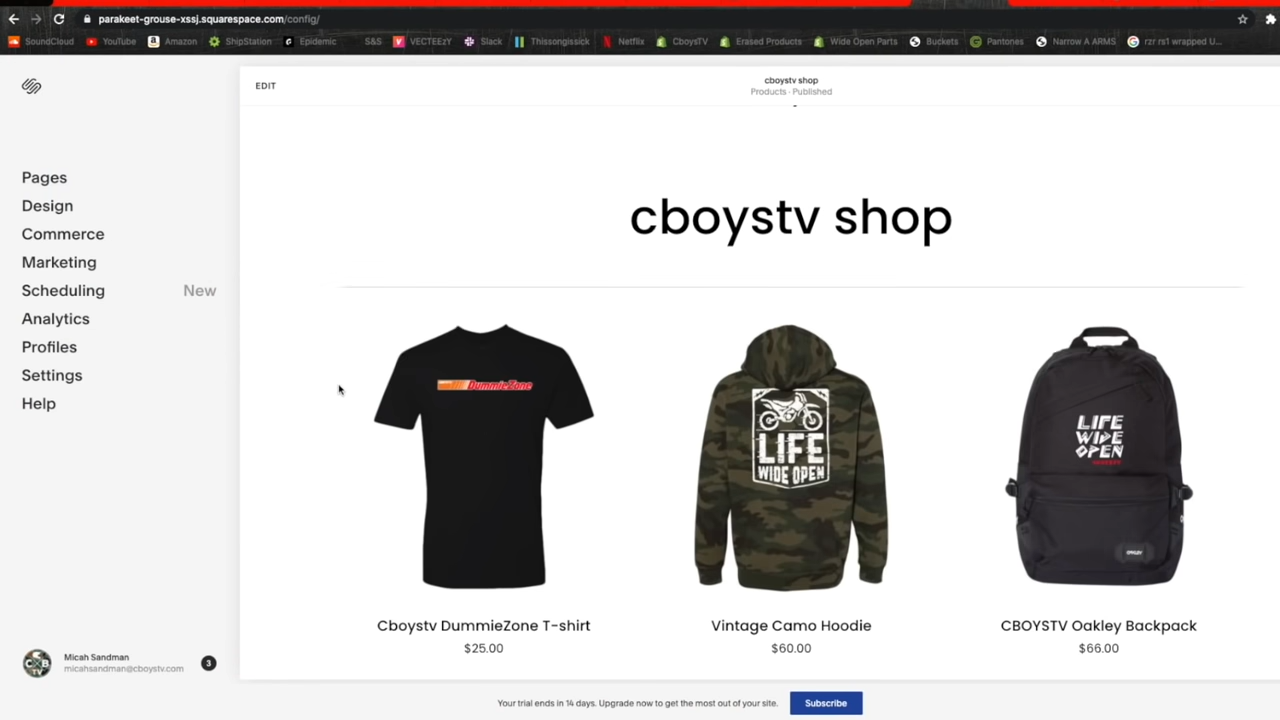 parakeet-grouse-xssj.squarespace.com/config/
SoundCloud YouTube Amazon ShipStation Epidemic S&S VECTEEzY Slack Thissongissick Netflix CboysTV Erased Products Wide Open Parts Buckets Pantones Narrow A ARMS rzr rs1 wrapped U...
EDIT
cboystv shop
Products · Published
Pages
Design
Commerce
Marketing
Scheduling New
Analytics
Profiles
Settings
Help
cboystv shop
DummieZone
LIFE
WIDE OPEN
LIFE
WIDE
OPEN
OAKLEY
Cboystv DummieZone T-shirt
$25.00
Vintage Camo Hoodie
$60.00
CBOYSTV Oakley Backpack
$66.00
Micah Sandman
micahsandman@cboystv.com
3
Your trial ends in 14 days. Upgrade now to get the most out of your site.
Subscribe